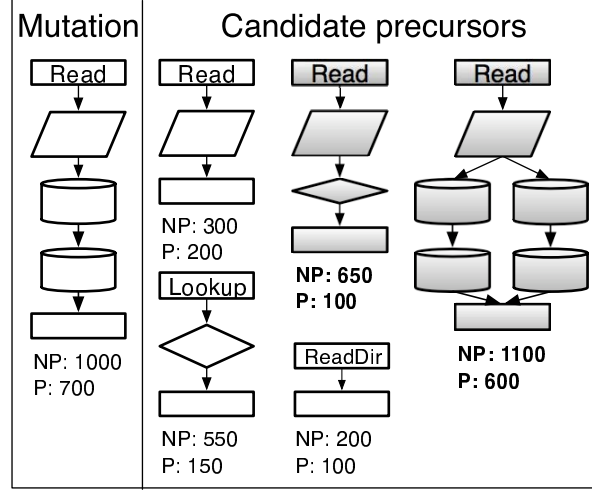 Mutation
Candidate precursors
Read
NP: 1000
P: 700
Read
NP: 300
P: 200
Lookup
NP: 550
P: 150
Read
NP: 650
P: 100
ReadDir
NP: 200
P: 100
Read
NP: 1100
P: 600